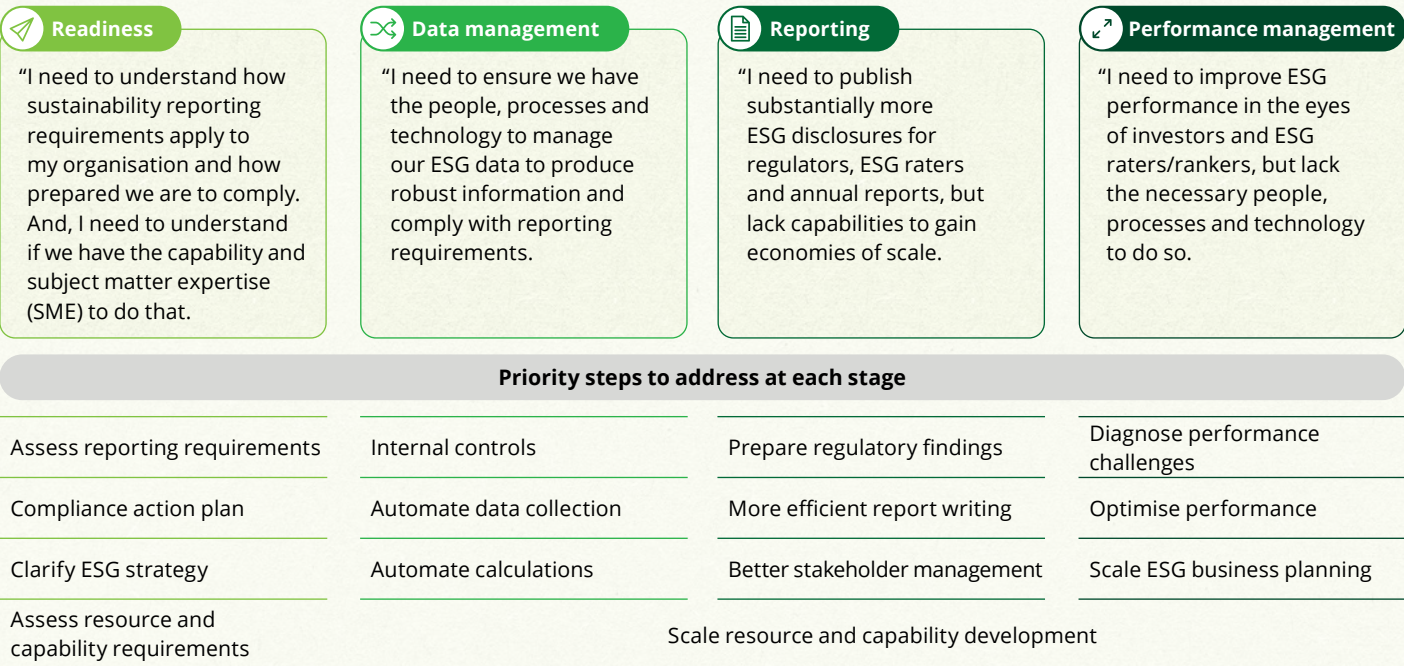 Readiness
“I need to understand how
sustainability reporting
requirements apply to
my organisation and how
prepared we are to comply.
And, I need to understand
if we have the capability and
subject matter expertise
(SME) to do that.
Data management
“I need to ensure we have
the people, processes and
technology to manage
our ESG data to produce
robust information and
comply with reporting
requirements.
Reporting
“I need to publish
substantially more
ESG disclosures for
regulators, ESG raters
and annual reports, but
lack capabilities to gain
economies of scale.
Performance management
“I need to improve ESG
performance in the eyes
of investors and ESG
raters/rankers, but lack
the necessary people,
processes and technology
to do so.
Priority steps to address at each stage
Assess reporting requirements
Compliance action plan
Clarify ESG strategy
Assess resource and
capability requirements
Internal controls
Automate data collection
Automate calculations
Prepare regulatory findings
More efficient report writing
Better stakeholder management
Diagnose performance
challenges
Optimise performance
Scale ESG business planning
Scale resource and capability development